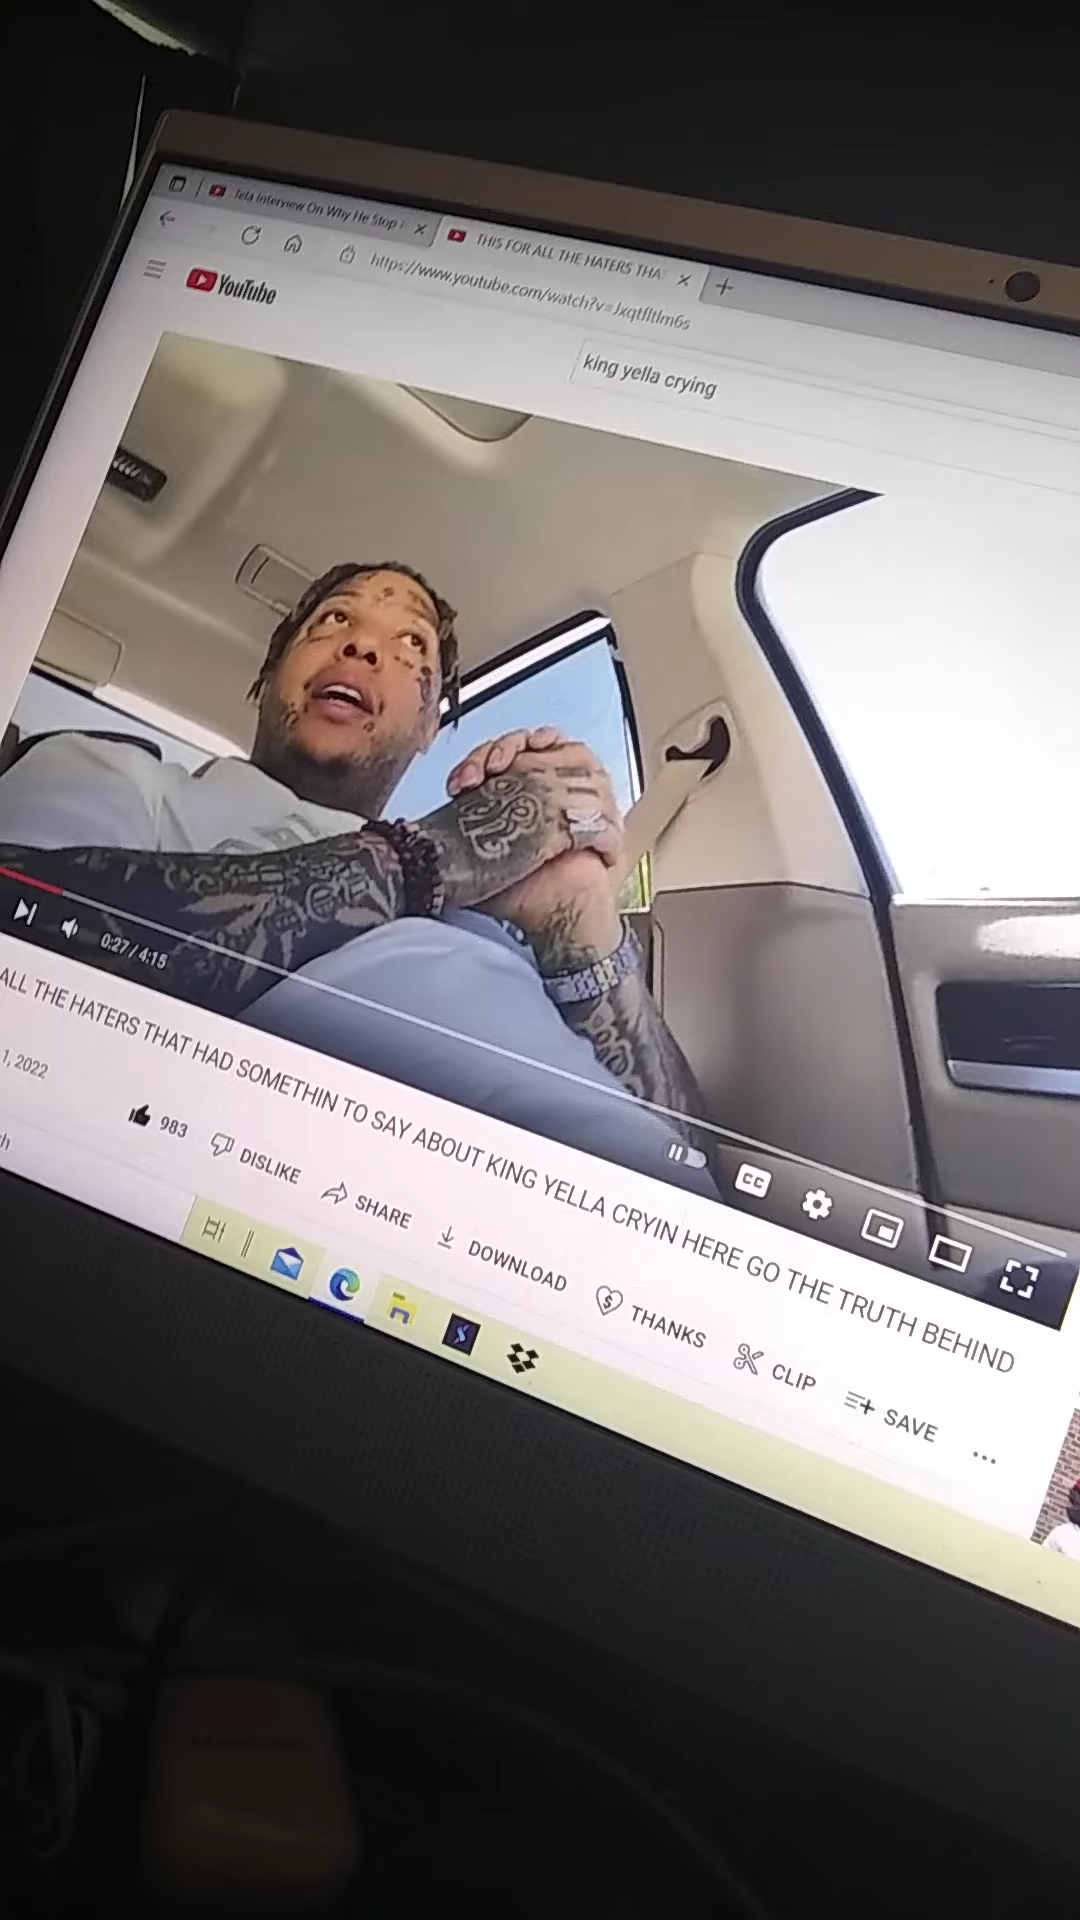 Tela Interview On Why He Stop
THIS FOR ALL THE HATERS THA
https://www.youtube.com/watch?v=Jxqtfltlm6s
YouTube
king yella crying
0:27 / 4:15
CC
ALL THE HATERS THAT HAD SOMETHIN TO SAY ABOUT KING YELLA CRYIN HERE GO THE TRUTH BEHIND
1, 2022
983
DISLIKE
SHARE
DOWNLOAD
THANKS
CLIP
SAVE
...